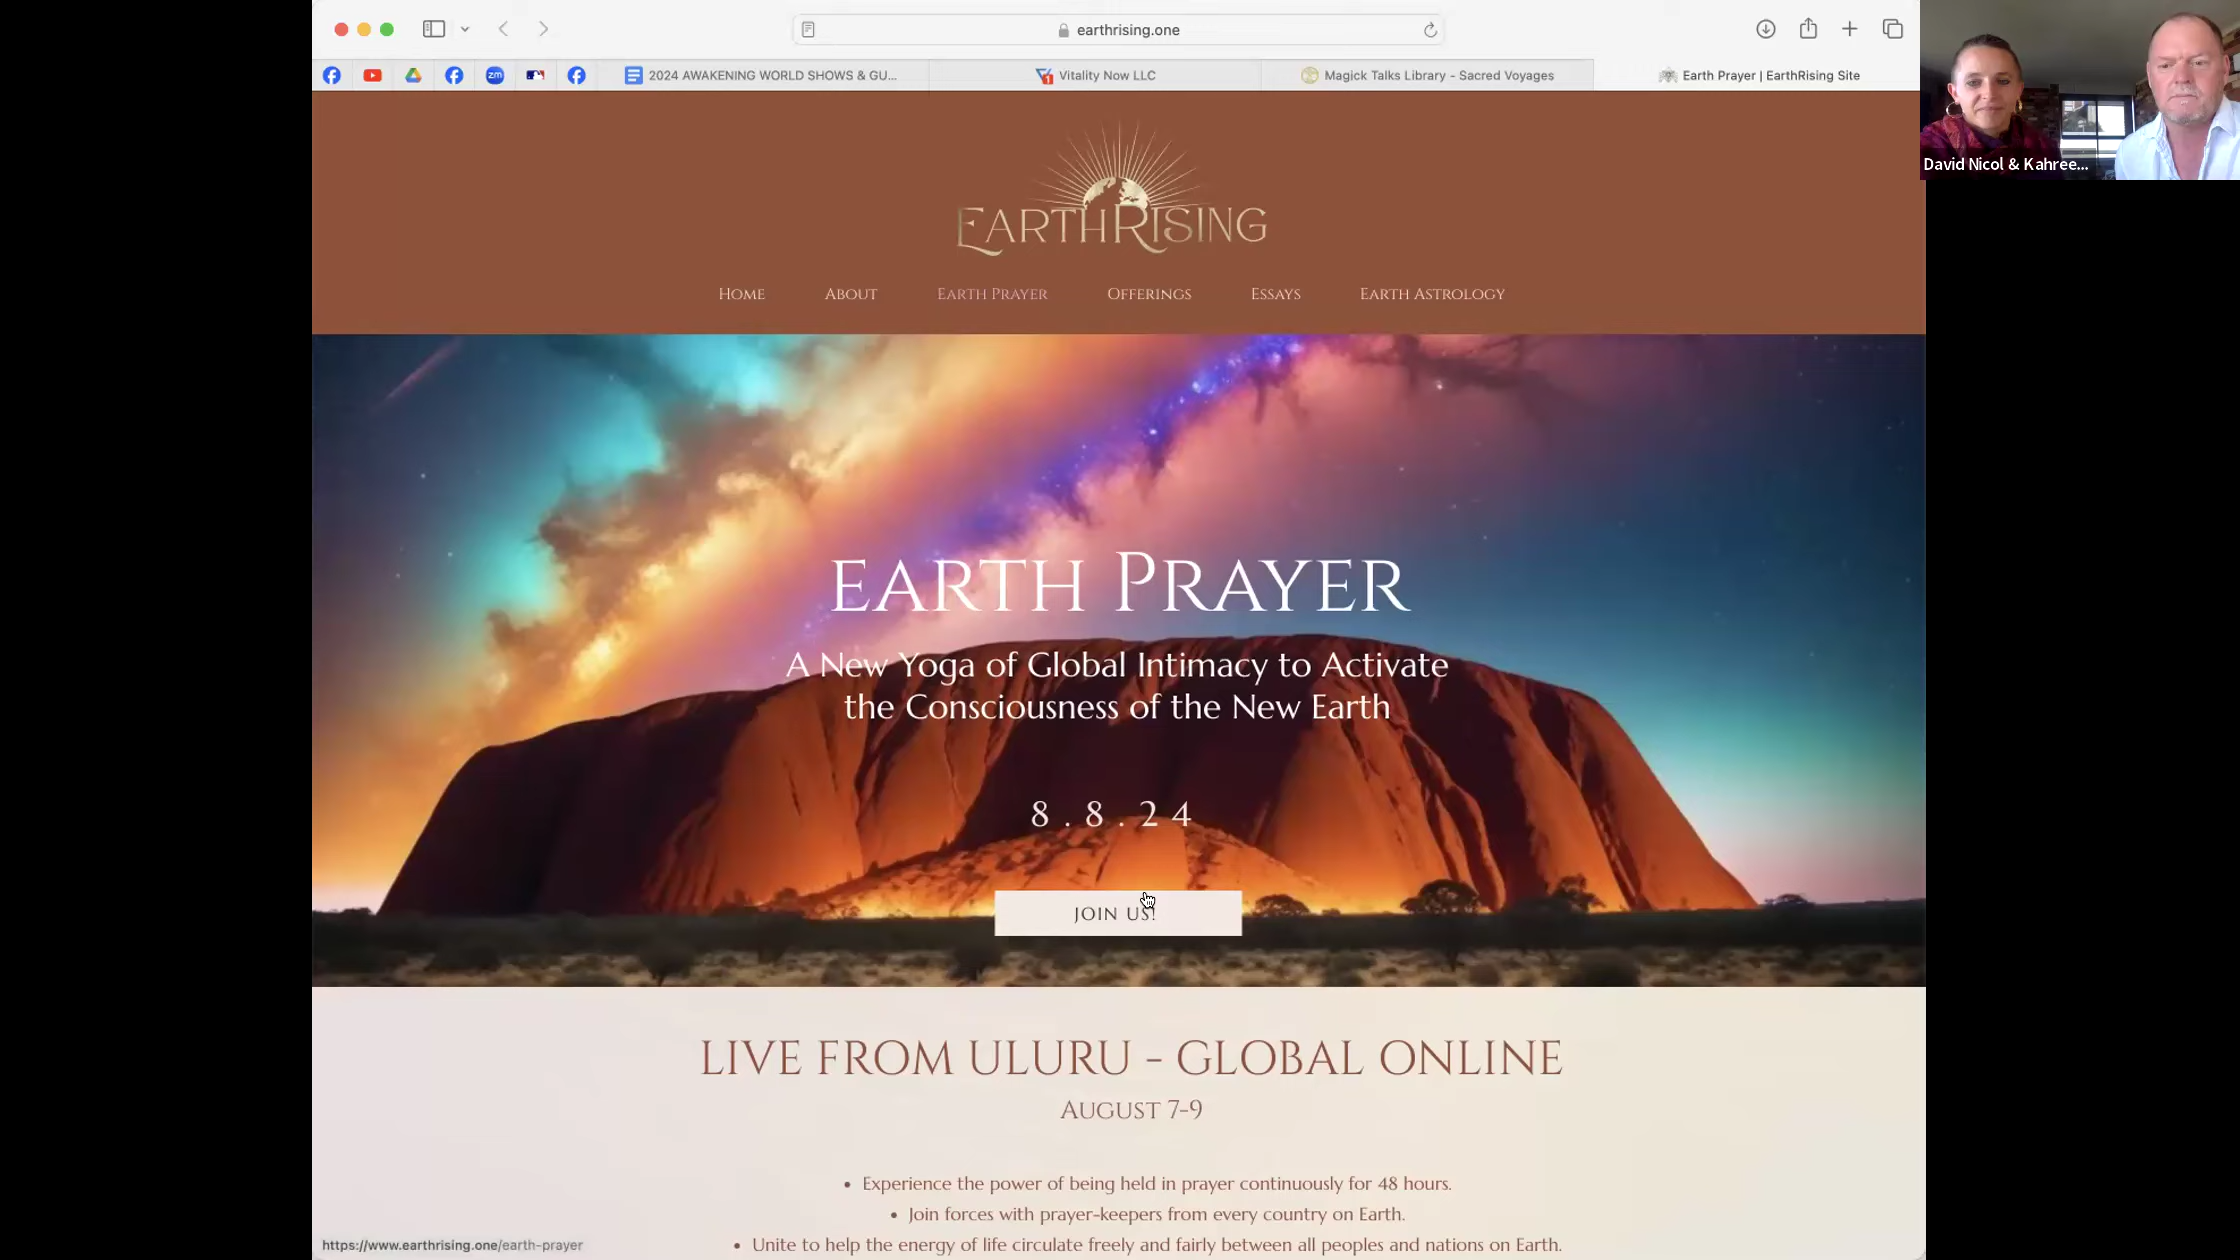 earthrising.one
2024 AWAKENING WORLD SHOWS & GU...
Vitality Now LLC
Magick Talks Library - Sacred Voyages
Earth Prayer | EarthRising Site
zm
1
David Nicol & Kahree...
EARTHRISING
HOME
ABOUT
EARTH PRAYER
OFFERINGS
ESSAYS
EARTH ASTROLOGY
EARTH PRAYER
A New Yoga of Global Intimacy to Activate
the Consciousness of the New Earth
8.8.24
JOIN US!
LIVE FROM ULURU - GLOBAL ONLINE
AUGUST 7-9
• Experience the power of being held in prayer continuously for 48 hours.
• Join forces with prayer-keepers from every country on Earth.
• Unite to help the energy of life circulate freely and fairly between all peoples and nations on Earth.
https://www.earthrising.one/earth-prayer